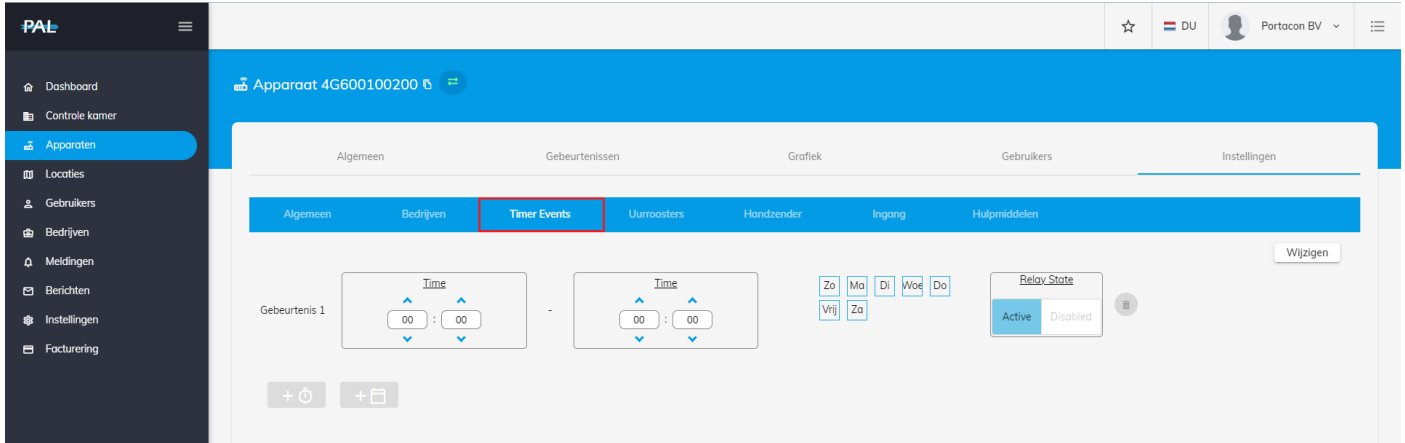 PAL
DU
Portacon BV
Dashboard
Controle kamer
Apparaten
Locaties
Gebruikers
Bedrijven
Meldingen
Berichten
Instellingen
Facturering
Apparaat 4G600100200
Algemeen Gebeurtenissen Grafiek Gebruikers Instellingen
Algemeen Bedrijven Timer Events Uurroosters Handzender Ingang Hulpmiddelen
Wijzigen
Gebeurtenis 1
Time
00 : 00
-
Time
00 : 00
Zo Ma Di Woe Do
Vrij Za
Relay State
Active Disabled